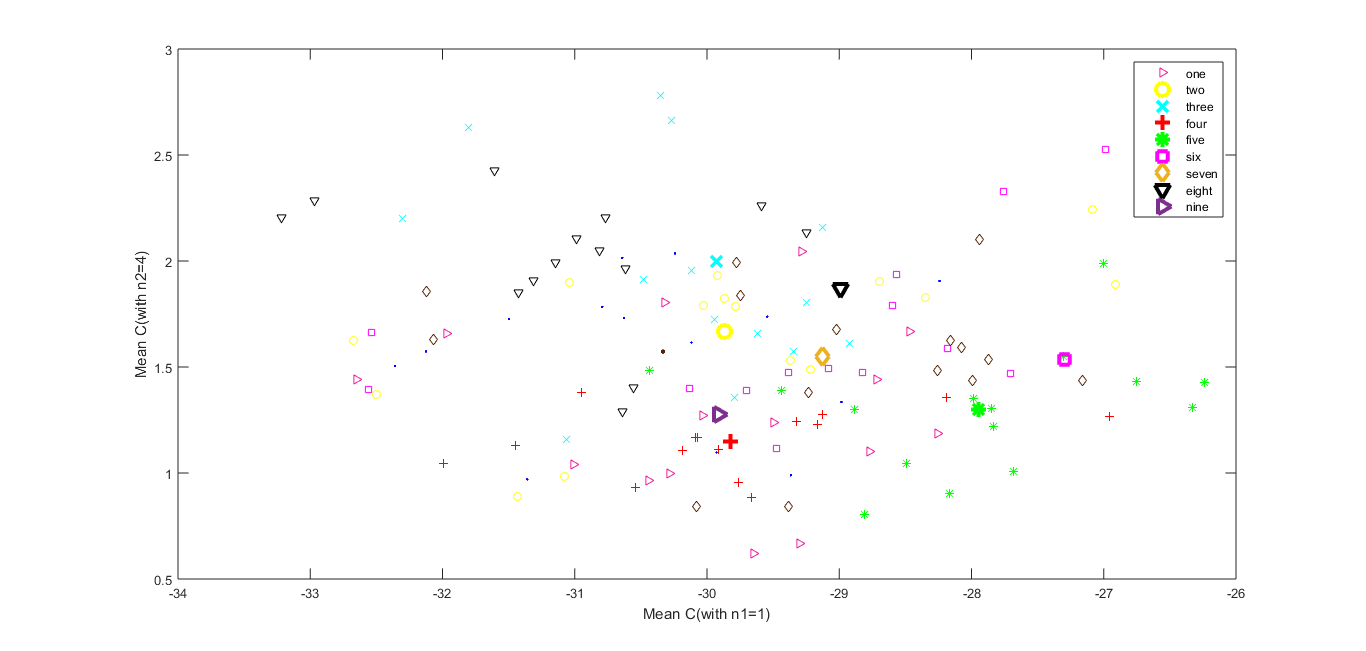 3
2.5
2
1.5
1
0.5
-34
-33
-32
-31
-30
-29
-28
-27
-26
Mean C(with n1=1)
Mean C(with n2=4)
one
two
three
four
five
six
seven
eight
nine